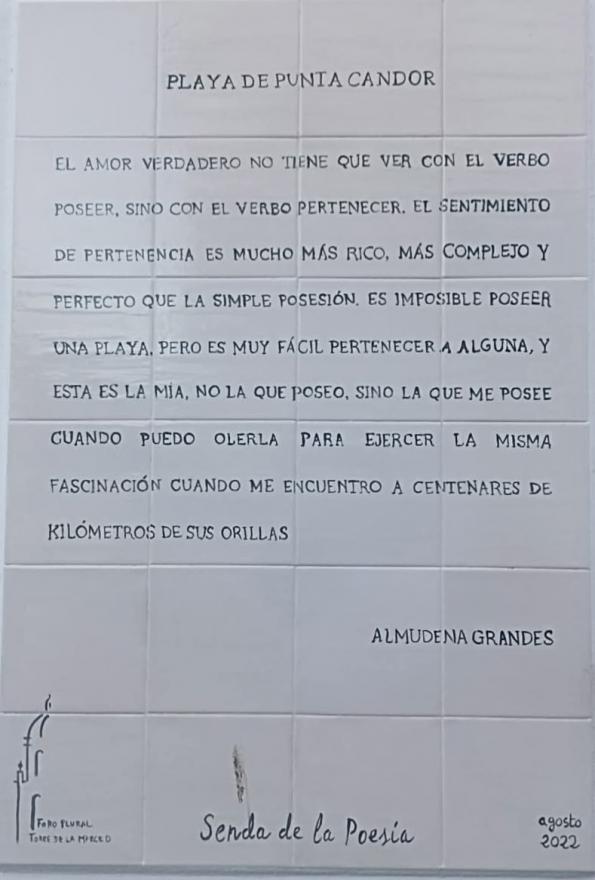 PLAYA DE PUNTA CANDOR
EL AMOR VERDADERO NO TIENE QUE VER CON EL VERBO
POSEER, SINO CON EL VERBO PERTENECER. EL SENTIMIENTO
DE PERTENENCIA ES MUCHO MÁS RICO, MÁS COMPLEJO Y
PERFECTO QUE LA SIMPLE POSESIÓN. ES IMPOSIBLE POSEER
UNA PLAYA, PERO ES MUY FÁCIL PERTENECER A ALGUNA, Y
ESTA ES LA MÍA, NO LA QUE POSEO, SINO LA QUE ME POSEE
CUANDO PUEDO OLERLA PARA EJERCER LA MISMA
FASCINACIÓN CUANDO ME ENCUENTRO A CENTENARES DE
KILÓMETROS DE SUS ORILLAS
ALMUDENA GRANDES
FORO PLURAL
TORRE DE LA MERCED
Senda de la Poesía
agosto
2022